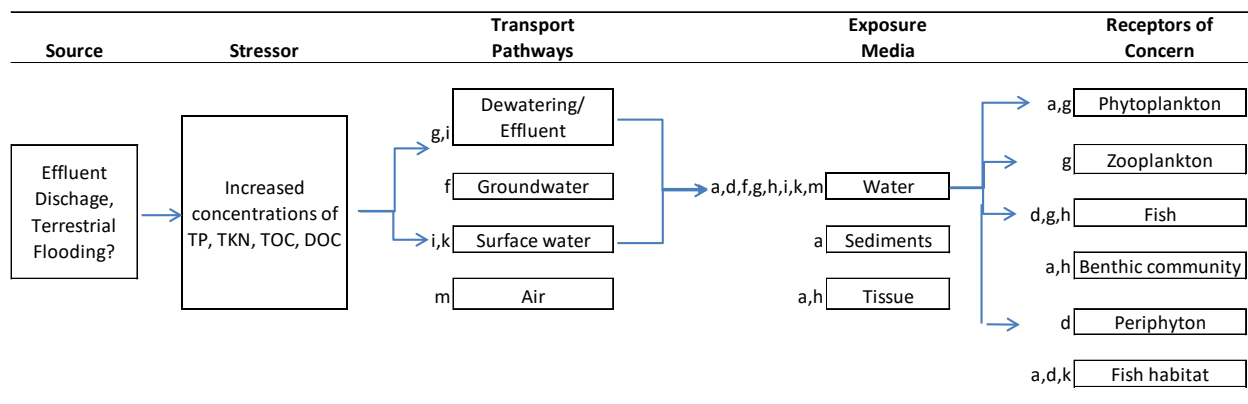 Source
Stressor
Transport
Pathways
Exposure
Media
Receptors of
Concern
Effluent
Dischage,
Terrestrial
Flooding?
Increased
concentrations of
TP, TKN, TOC, DOC
g,i
Dewatering/
Effluent
f
Groundwater
i,k
Surface water
m
Air
a,d,f,g,h,i,k,m
Water
a
Sediments
a,h
Tissue
a,g
Phytoplankton
g
Zooplankton
d,g,h
Fish
a,h
Benthic community
d
Periphyton
a,d,k
Fish habitat